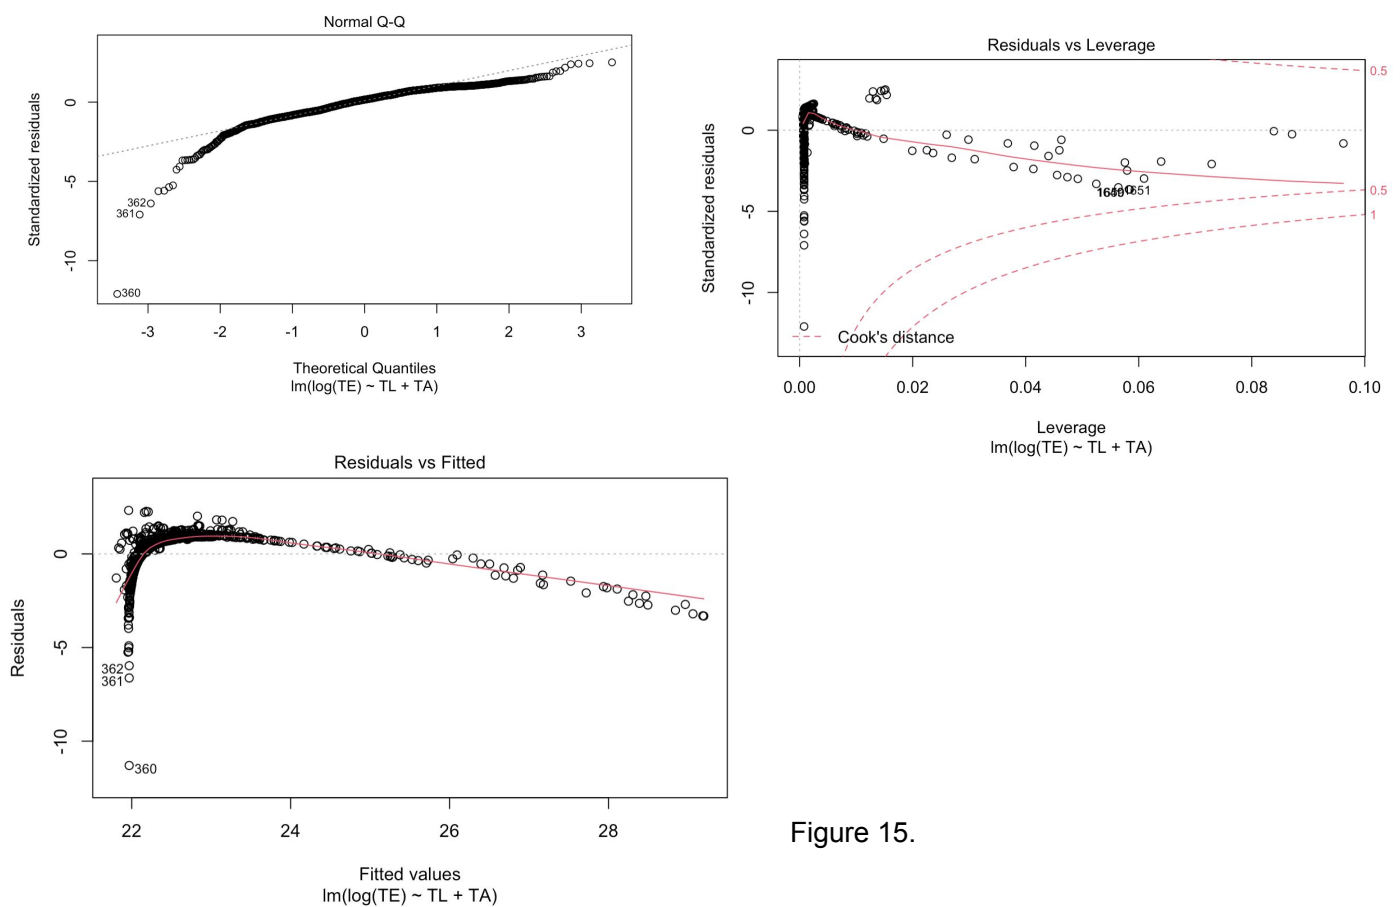 Normal Q-Q
Standardized residuals
0
-5
-10
362
361
360
-3 -2 -1 0 1 2 3
Theoretical Quantiles
lm(log(TE) ~ TL + TA)
Residuals vs Leverage
Standardized residuals
0
-5
-10
0.5
0.5
1
1651
Cook's distance
0.00 0.02 0.04 0.06 0.08 0.10
Leverage
lm(log(TE) ~ TL + TA)
Residuals vs Fitted
Residuals
0
-5
-10
362
361
360
22 24 26 28
Fitted values
lm(log(TE) ~ TL + TA)
Figure 15.